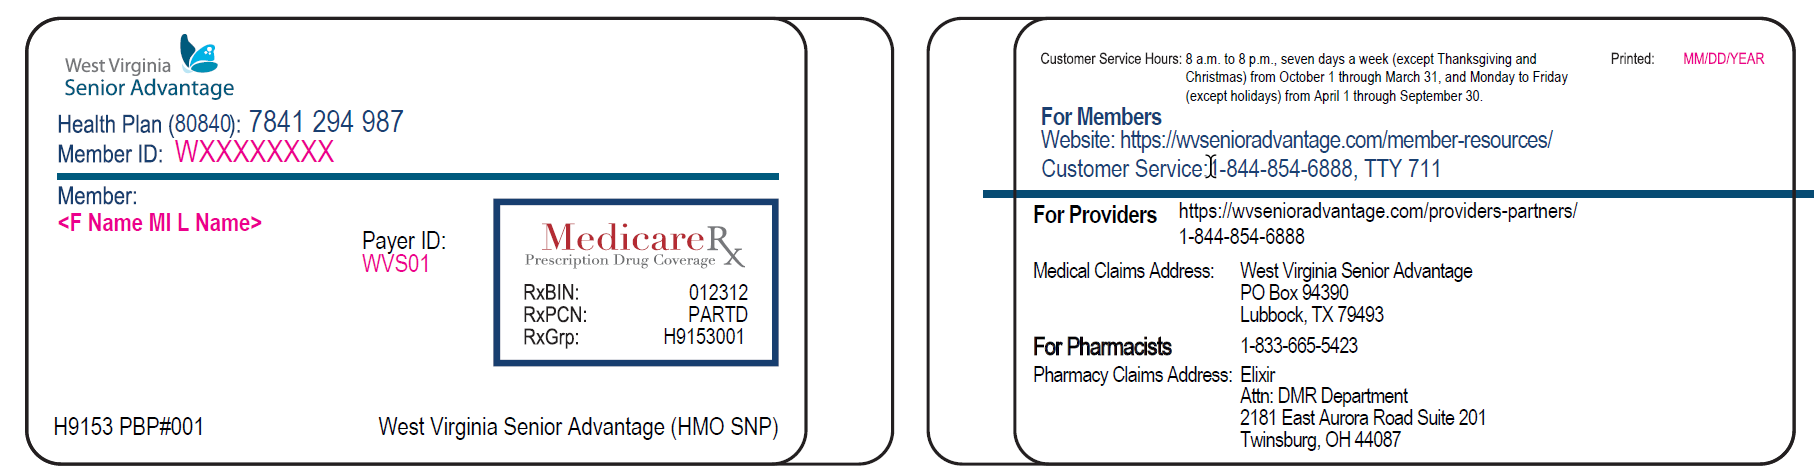 West Virginia
Senior Advantage
Health Plan (80840): 7841 294 987
Member ID: WXXXXXXXX
Member:
<F Name MI L Name>
Payer ID:
WVS01
MedicareRx
Prescription Drug Coverage
RxBIN: 012312
RxPCN: PARTD
RxGrp: H9153001
H9153 PBP#001 West Virginia Senior Advantage (HMO SNP)
Customer Service Hours: 8 a.m. to 8 p.m., seven days a week (except Thanksgiving and
Christmas) from October 1 through March 31, and Monday to Friday
(except holidays) from April 1 through September 30.
Printed: MM/DD/YEAR
For Members
Website: https://wvsenioradvantage.com/member-resources/
Customer Service: 1-844-854-6888, TTY 711
For Providers https://wvsenioradvantage.com/providers-partners/
1-844-854-6888
Medical Claims Address: West Virginia Senior Advantage
PO Box 94390
Lubbock, TX 79493
For Pharmacists 1-833-665-5423
Pharmacy Claims Address: Elixir
Attn: DMR Department
2181 East Aurora Road Suite 201
Twinsburg, OH 44087